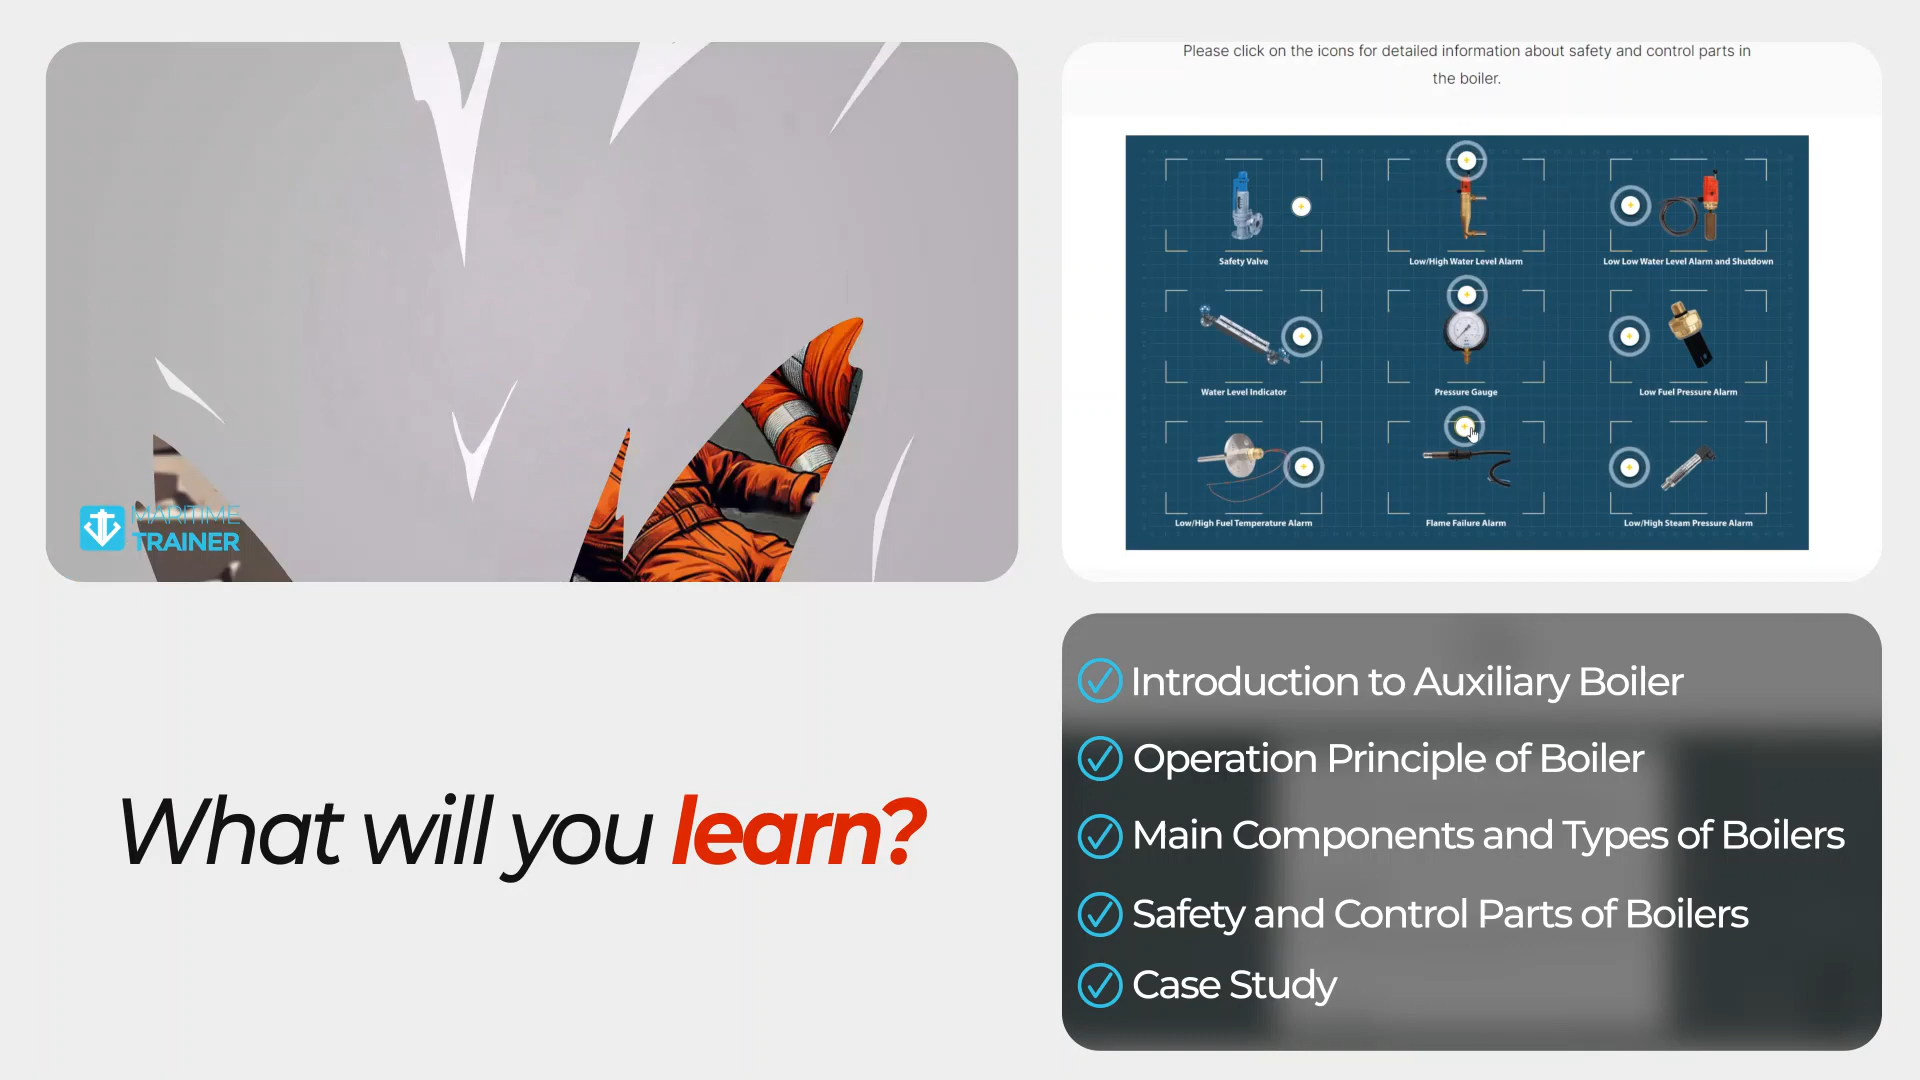 MARITIME
TRAINER
Please click on the icons for detailed information about safety and control parts in
the boiler.
Safety Valve
Low/High Water Level Alarm
Low Low Water Level Alarm and Shutdown
Water Level Indicator
Pressure Gauge
Low Fuel Pressure Alarm
Low/High Fuel Temperature Alarm
Flame Failure Alarm
Low/High Steam Pressure Alarm
What will you learn?
Introduction to Auxiliary Boiler
Operation Principle of Boiler
Main Components and Types of Boilers
Safety and Control Parts of Boilers
Case Study